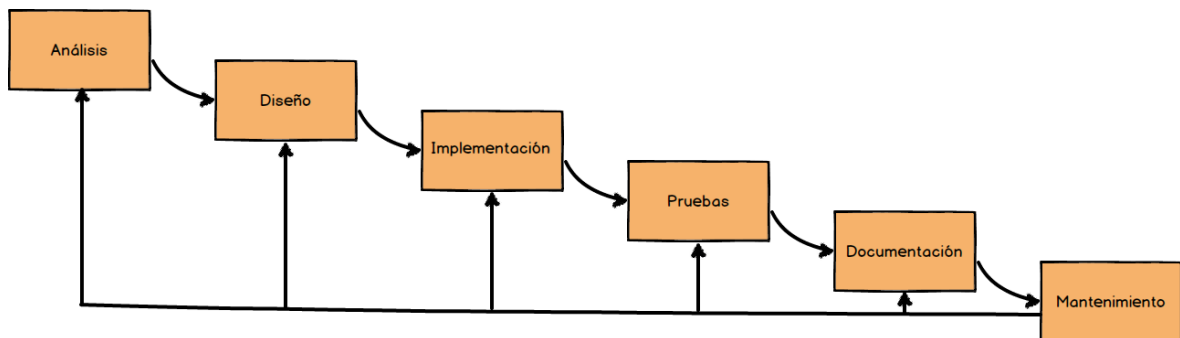 Análisis
Diseño
Implementación
Pruebas
Documentación
Mantenimiento